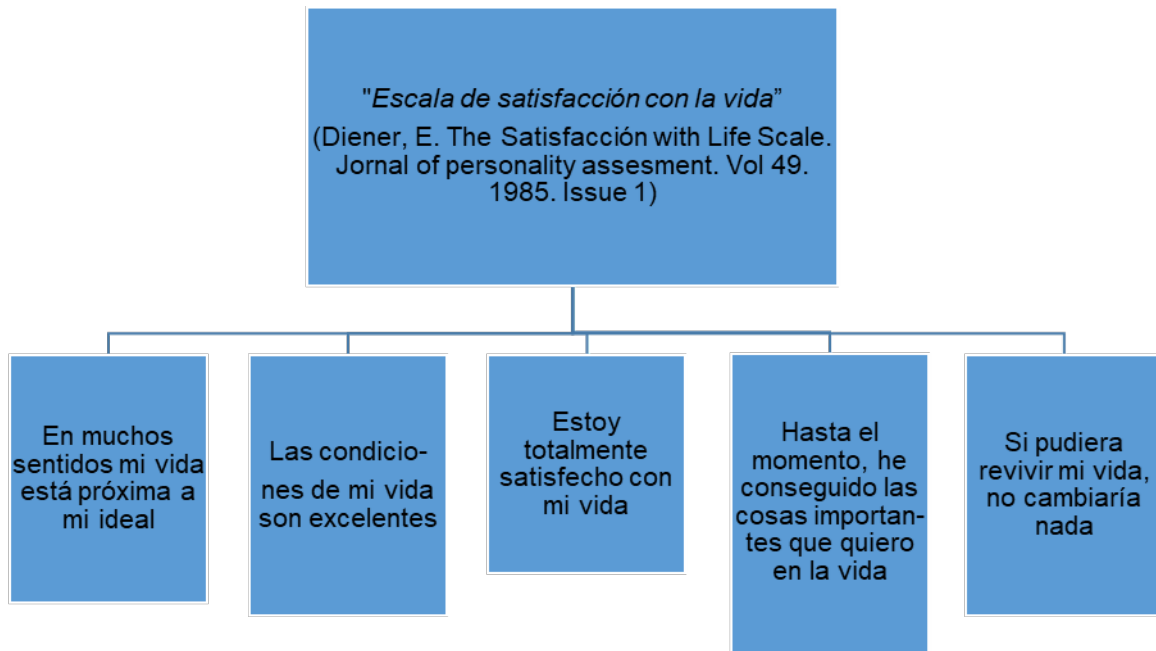 "Escala de satisfacción con la vida”
(Diener, E. The Satisfacción with Life Scale.
Jornal of personality assesment. Vol 49.
1985. Issue 1)
En muchos
sentidos mi vida
está próxima a
mi ideal
Las condicio-
nes de mi vida
son excelentes
Estoy
totalmente
satisfecho con
mi vida
Hasta el
momento, he
conseguido las
cosas importan-
tes que quiero
en la vida
Si pudiera
revivir mi vida,
no cambiaría
nada